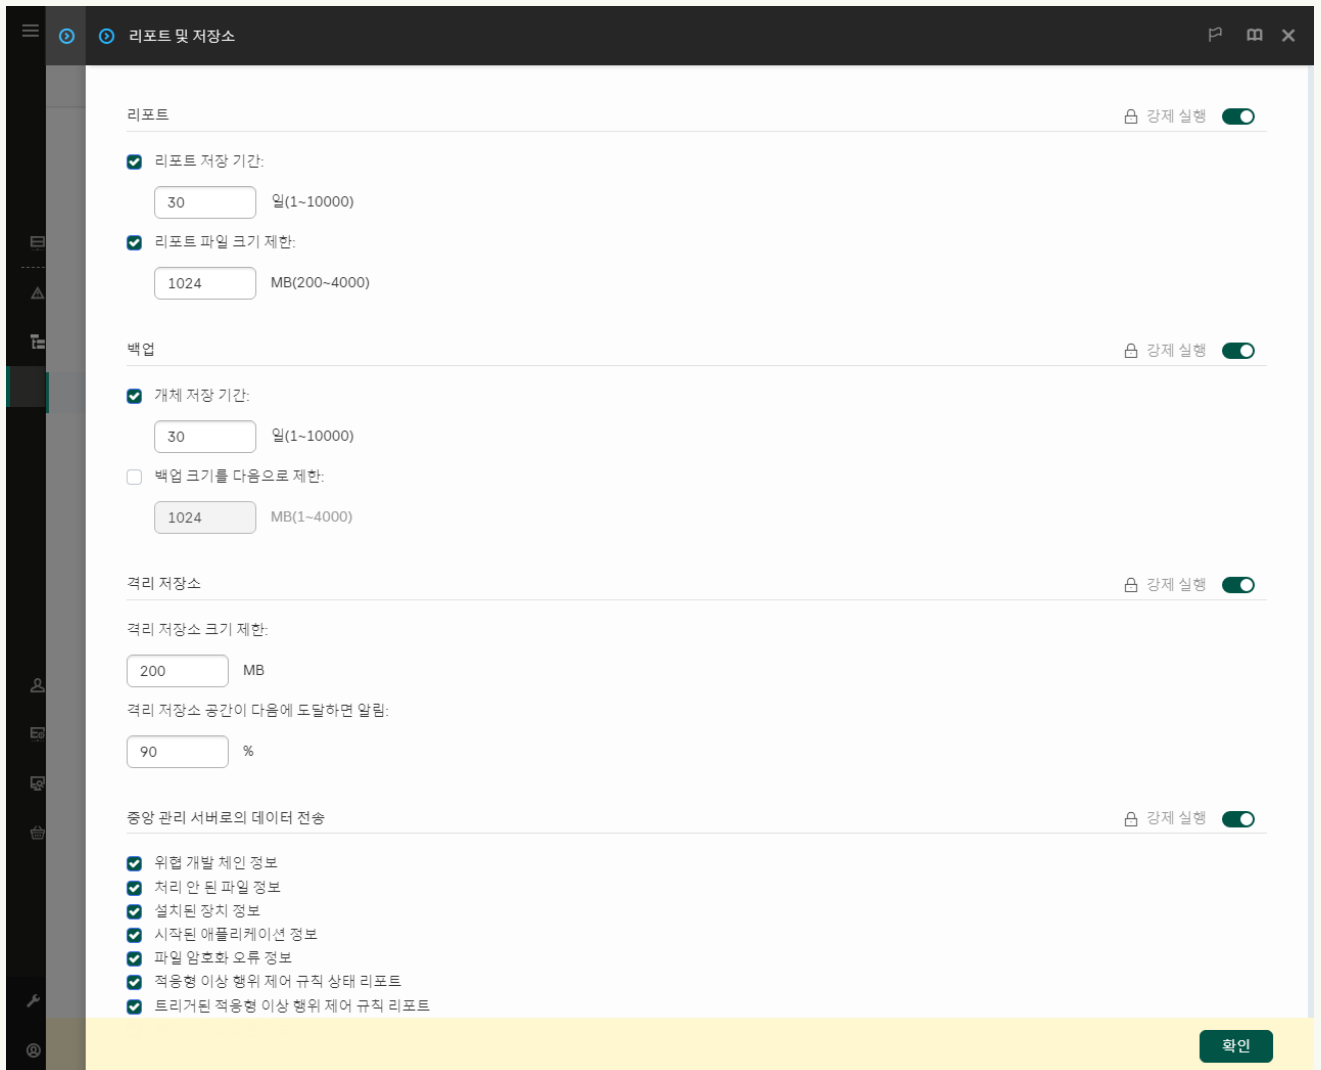 리포트 및 저장소
리포트
강제 실행
리포트 저장 기간:
30 일(1~10000)
리포트 파일 크기 제한:
1024 MB(200~4000)
백업
강제 실행
개체 저장 기간:
30 일(1~10000)
백업 크기를 다음으로 제한:
1024 MB(1~4000)
격리 저장소
강제 실행
격리 저장소 크기 제한:
200 MB
격리 저장소 공간이 다음에 도달하면 알림:
90 %
중앙 관리 서버로의 데이터 전송
강제 실행
위협 개발 체인 정보
처리 안 된 파일 정보
설치된 장치 정보
시작된 애플리케이션 정보
파일 암호화 오류 정보
적응형 이상 행위 제어 규칙 상태 리포트
트리거된 적응형 이상 행위 제어 규칙 리포트
확인